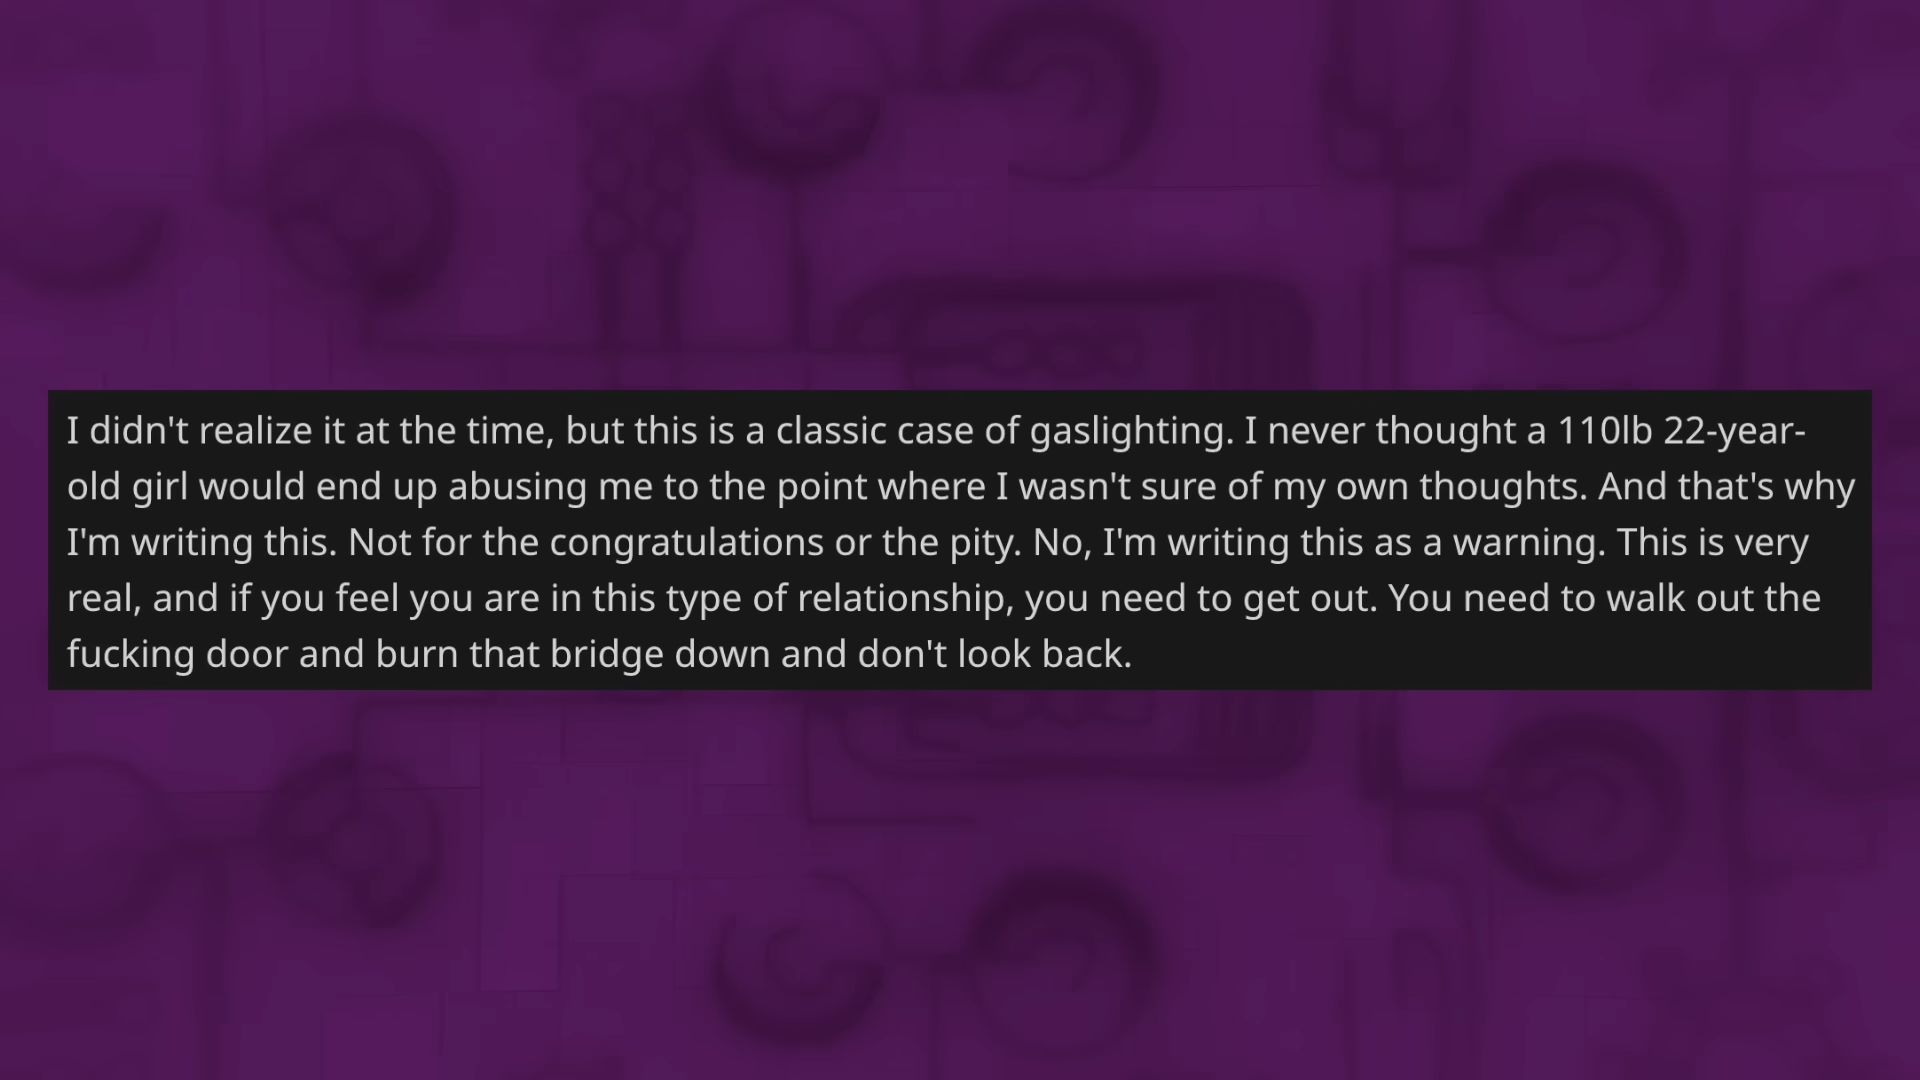 I didn't realize it at the time, but this is a classic case of gaslighting. I never thought a 110lb 22-year-
old girl would end up abusing me to the point where I wasn't sure of my own thoughts. And that's why
I'm writing this. Not for the congratulations or the pity. No, I'm writing this as a warning. This is very
real, and if you feel you are in this type of relationship, you need to get out. You need to walk out the
fucking door and burn that bridge down and don't look back.